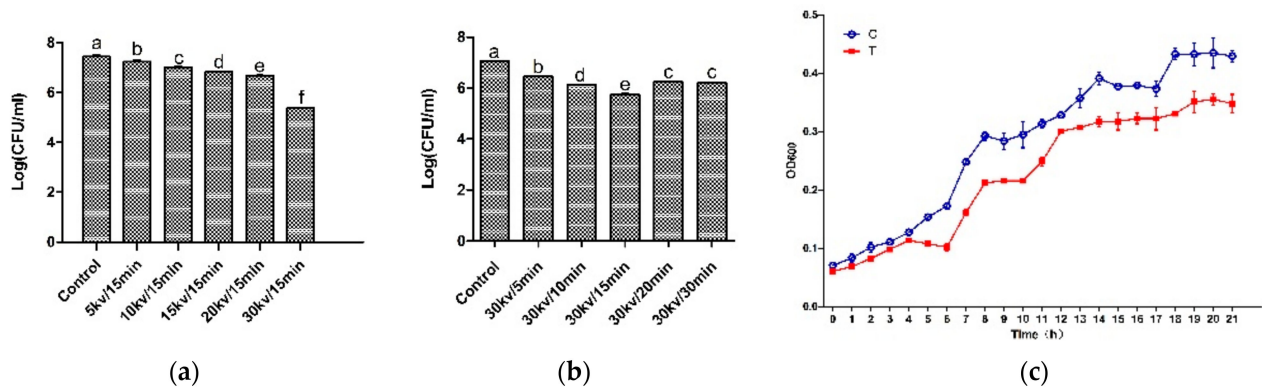 8
6
4
2
0
Log(CFU/ml)
a
b
c
d
e
f
Control
5kv/15min
10kv/15min
15kv/15min
20kv/15min
30kv/15min
(a)
8
6
4
2
0
Log(CFU/ml)
a
b
d
e
c
c
Control
30kv/5min
30kv/10min
30kv/15min
30kv/20min
30kv/30min
(b)
0.5
0.4
0.3
0.2
0.1
0.0
OD600
C
T
0 1 2 3 4 5 6 7 8 9 10 11 12 13 14 15 16 17 18 19 20 21
Time (h)
(c)